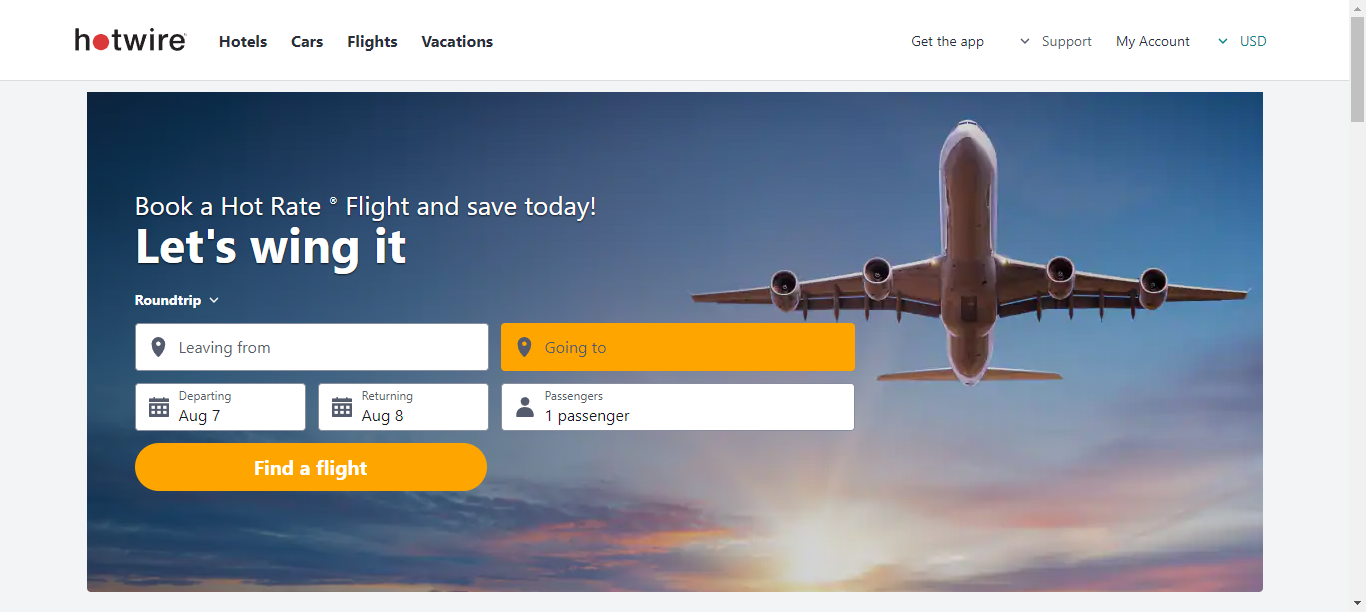 hotwire
Hotels Cars Flights Vacations
Get the app Support My Account USD
Book a Hot Rate ® Flight and save today!
Let's wing it
Roundtrip
Leaving from
Going to
Departing
Aug 7
Returning
Aug 8
Passengers
1 passenger
Find a flight